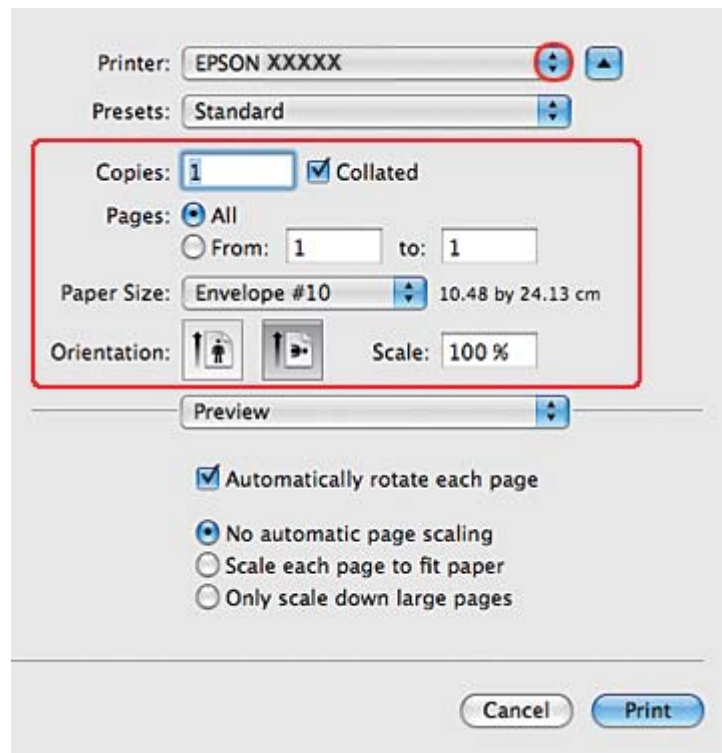 Printer: EPSON XXXXX
Presets: Standard
Copies: 1 Collated
Pages: All
From: 1 to: 1
Paper Size: Envelope #10 10.48 by 24.13 cm
Orientation: Scale: 100 %
Preview
Automatically rotate each page
No automatic page scaling
Scale each page to fit paper
Only scale down large pages
Cancel Print